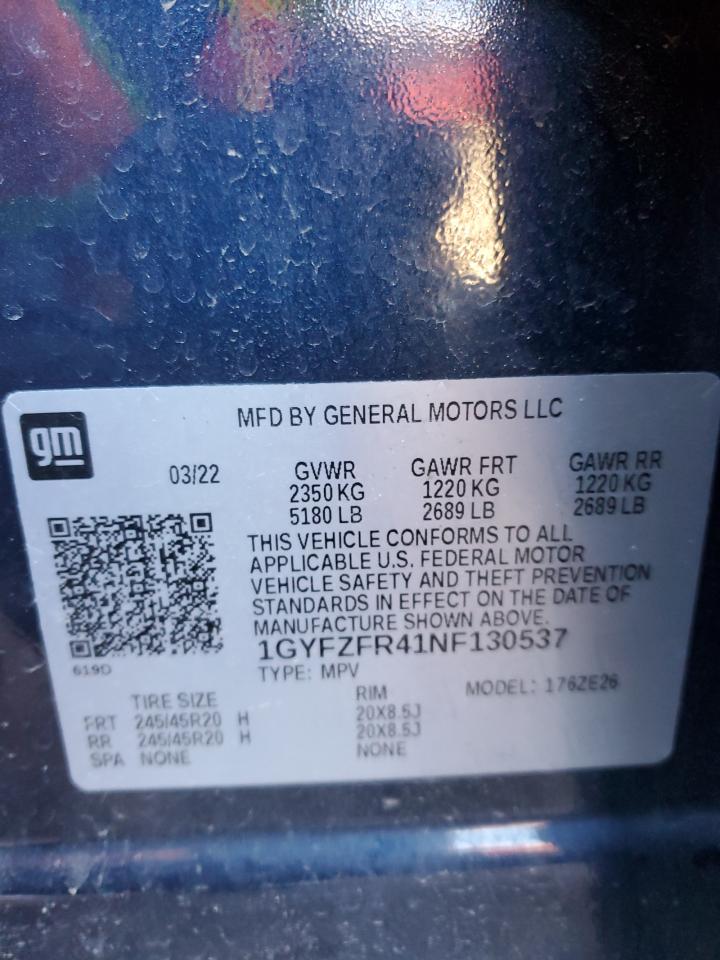 gm
MFD BY GENERAL MOTORS LLC
03/22 GVWR GAWR FRT GAWR RR
2350 KG 1220 KG 1220 KG
5180 LB 2689 LB 2689 LB
THIS VEHICLE CONFORMS TO ALL
APPLICABLE U.S. FEDERAL MOTOR
VEHICLE SAFETY AND THEFT PREVENTION
STANDARDS IN EFFECT ON THE DATE OF
MANUFACTURE SHOWN ABOVE.
1GYFZFR41NF130537
619D TYPE: MPV
TIRE SIZE RIM MODEL: 1762E26
FRT 245/45R20 H 20X8.5J
RR 245/45R20 H 20X8.5J
SPA NONE NONE